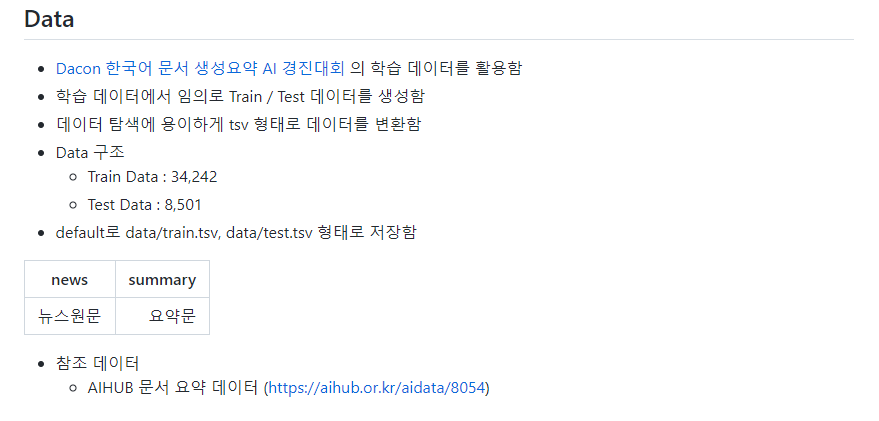 Data
Dacon 한국어 문서 생성요약 AI 경진대회 의 학습 데이터를 활용함
학습 데이터에서 임의로 Train / Test 데이터를 생성함
데이터 탐색에 용이하게 tsv 형태로 데이터를 변환함
Data 구조
Train Data : 34,242
Test Data : 8,501
default로 data/train.tsv, data/test.tsv 형태로 저장함
news summary
뉴스원문 요약문
참조 데이터
AIHUB 문서 요약 데이터 (https://aihub.or.kr/aidata/8054)